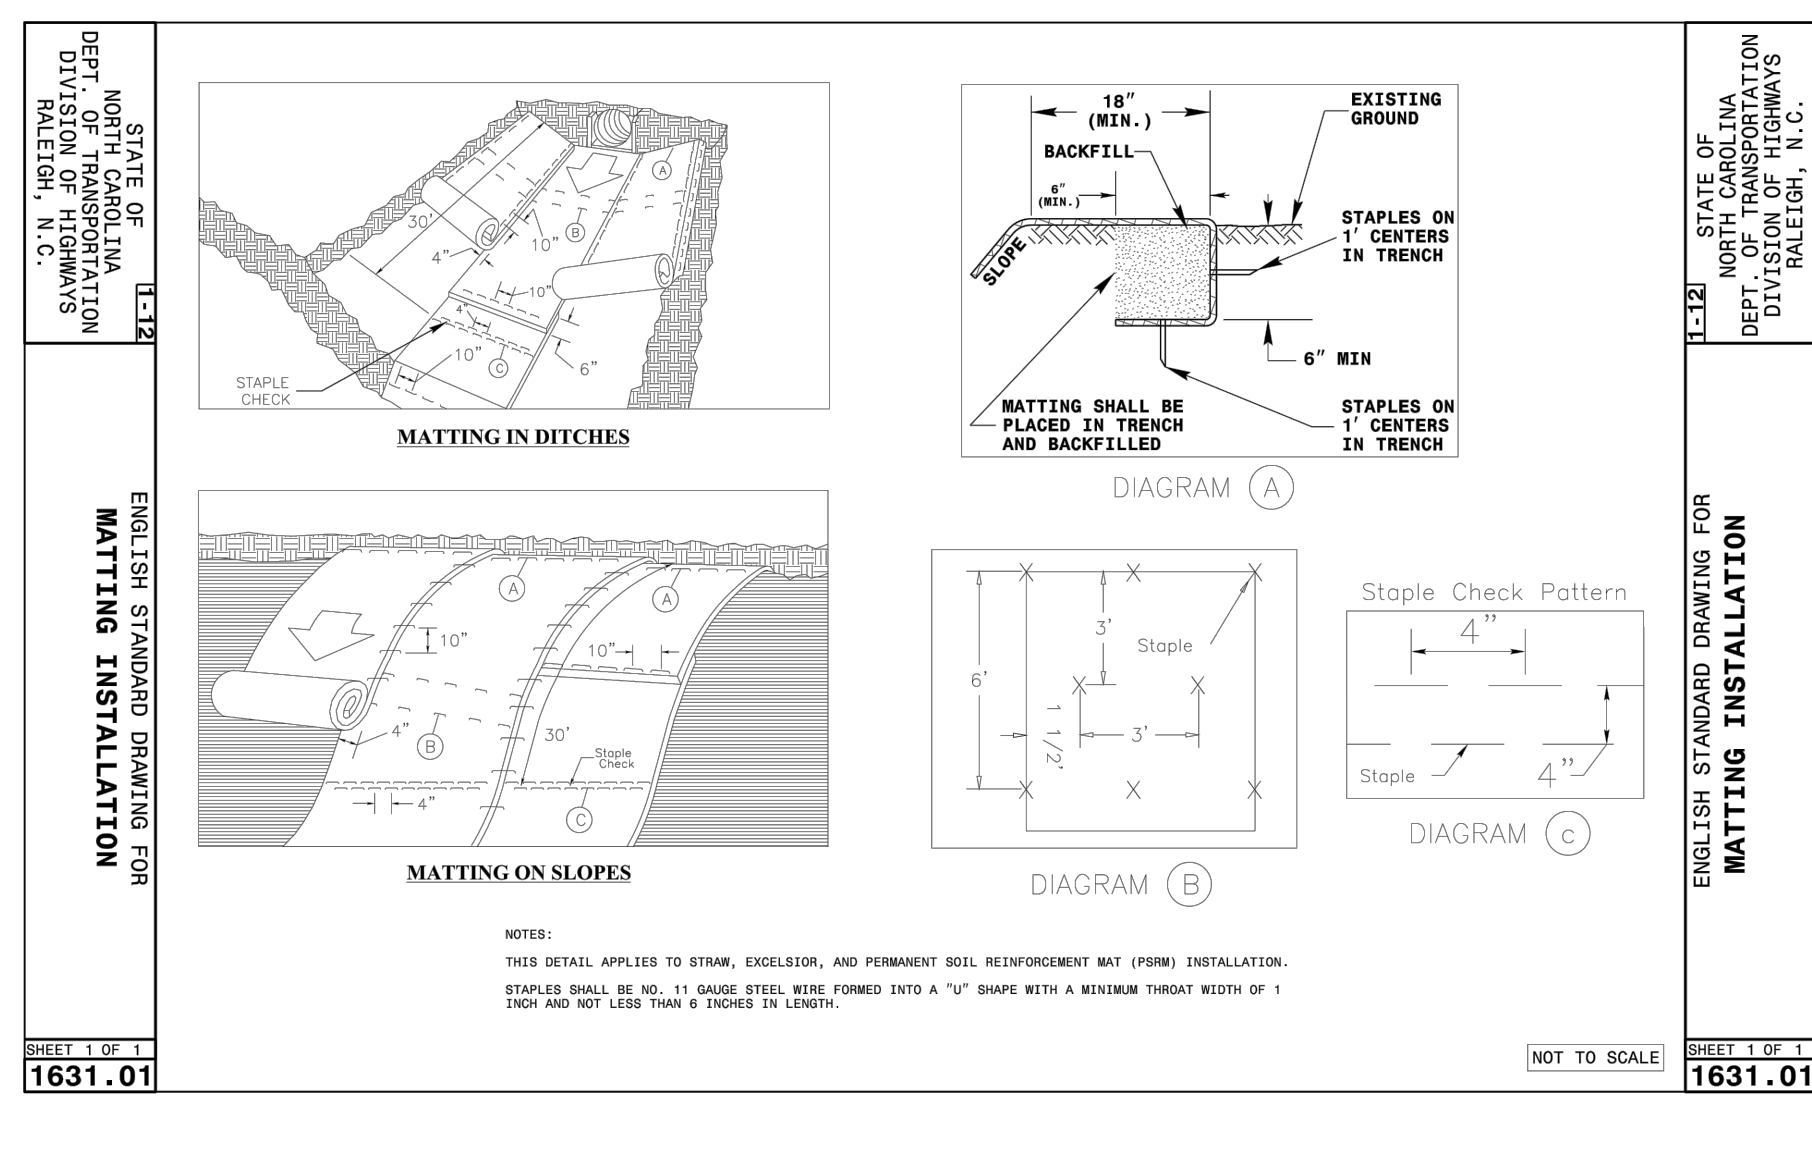 STATE OF
NORTH CAROLINA
DEPT. OF TRANSPORTATION
DIVISION OF HIGHWAYS
RALEIGH, N.C.
1-12
ENGLISH STANDARD DRAWING FOR
MATTING INSTALLATION
SHEET 1 OF 1
1631.01
30'
4"
10"
A
B
10"
4"
10"
C
6"
STAPLE
CHECK
MATTING IN DITCHES
18"
(MIN.)
EXISTING
GROUND
BACKFILL
6"
(MIN.)
STAPLES ON
1' CENTERS
IN TRENCH
SLOPE
6" MIN
MATTING SHALL BE
PLACED IN TRENCH
AND BACKFILLED
STAPLES ON
1' CENTERS
IN TRENCH
DIAGRAM A
A
A
10"
10"
4"
B
30'
Staple
Check
4"
C
MATTING ON SLOPES
3'
Staple
6'
1 1/2'
3'
DIAGRAM B
Staple Check Pattern
4"
Staple
4"
DIAGRAM c
NOTES:
THIS DETAIL APPLIES TO STRAW, EXCELSIOR, AND PERMANENT SOIL REINFORCEMENT MAT (PSRM) INSTALLATION.
STAPLES SHALL BE NO. 11 GAUGE STEEL WIRE FORMED INTO A "U" SHAPE WITH A MINIMUM THROAT WIDTH OF 1
INCH AND NOT LESS THAN 6 INCHES IN LENGTH.
NOT TO SCALE
STATE OF
NORTH CAROLINA
DEPT. OF TRANSPORTATION
DIVISION OF HIGHWAYS
RALEIGH, N.C.
1-12
ENGLISH STANDARD DRAWING FOR
MATTING INSTALLATION
SHEET 1 OF 1
1631.01